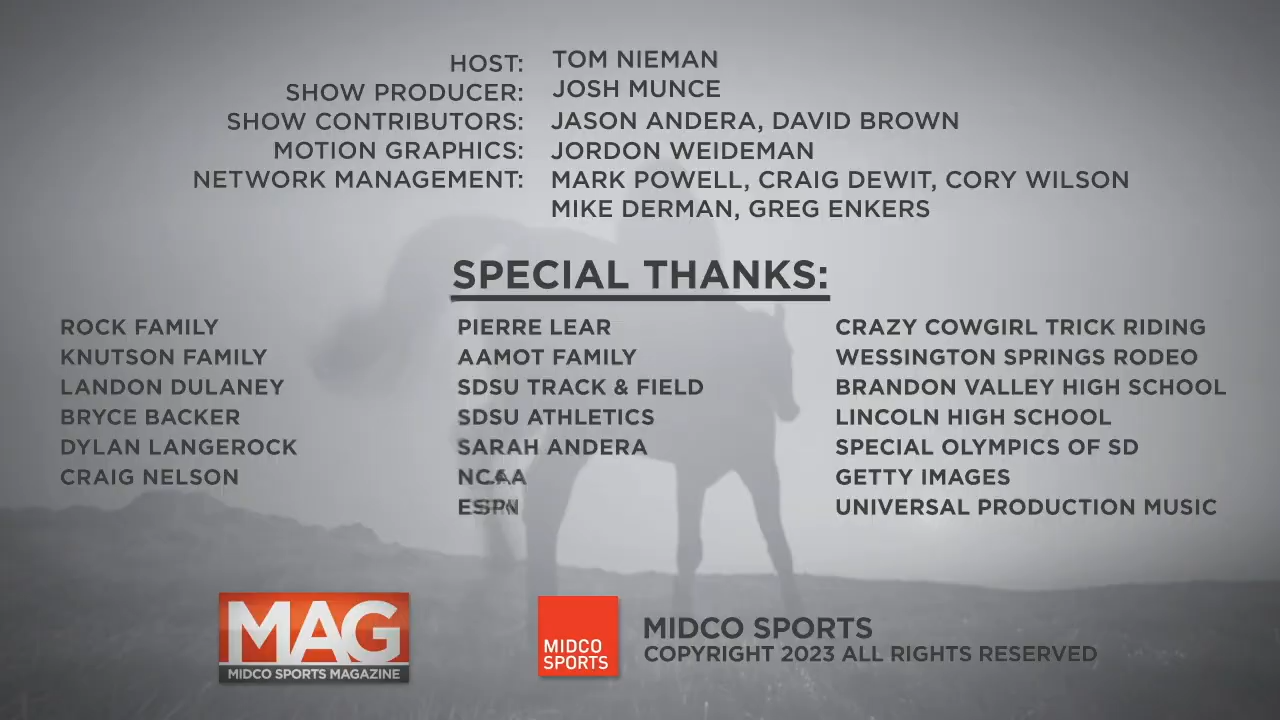 HOST: TOM NIEMAN
SHOW PRODUCER: JOSH MUNCE
SHOW CONTRIBUTORS: JASON ANDERA, DAVID BROWN
MOTION GRAPHICS: JORDON WEIDEMAN
NETWORK MANAGEMENT: MARK POWELL, CRAIG DEWIT, CORY WILSON
MIKE DERMAN, GREG ENKERS
SPECIAL THANKS:
ROCK FAMILY
KNUTSON FAMILY
LANDON DULANEY
BRYCE BACKER
DYLAN LANGEROCK
CRAIG NELSON
PIERRE LEAR
AAMOT FAMILY
SDSU TRACK & FIELD
SDSU ATHLETICS
SARAH ANDERA
NCAA
ESPN
CRAZY COWGIRL TRICK RIDING
WESSINGTON SPRINGS RODEO
BRANDON VALLEY HIGH SCHOOL
LINCOLN HIGH SCHOOL
SPECIAL OLYMPICS OF SD
GETTY IMAGES
UNIVERSAL PRODUCTION MUSIC
MAG
MIDCO SPORTS MAGAZINE
MIDCO
SPORTS
MIDCO SPORTS
COPYRIGHT 2023 ALL RIGHTS RESERVED